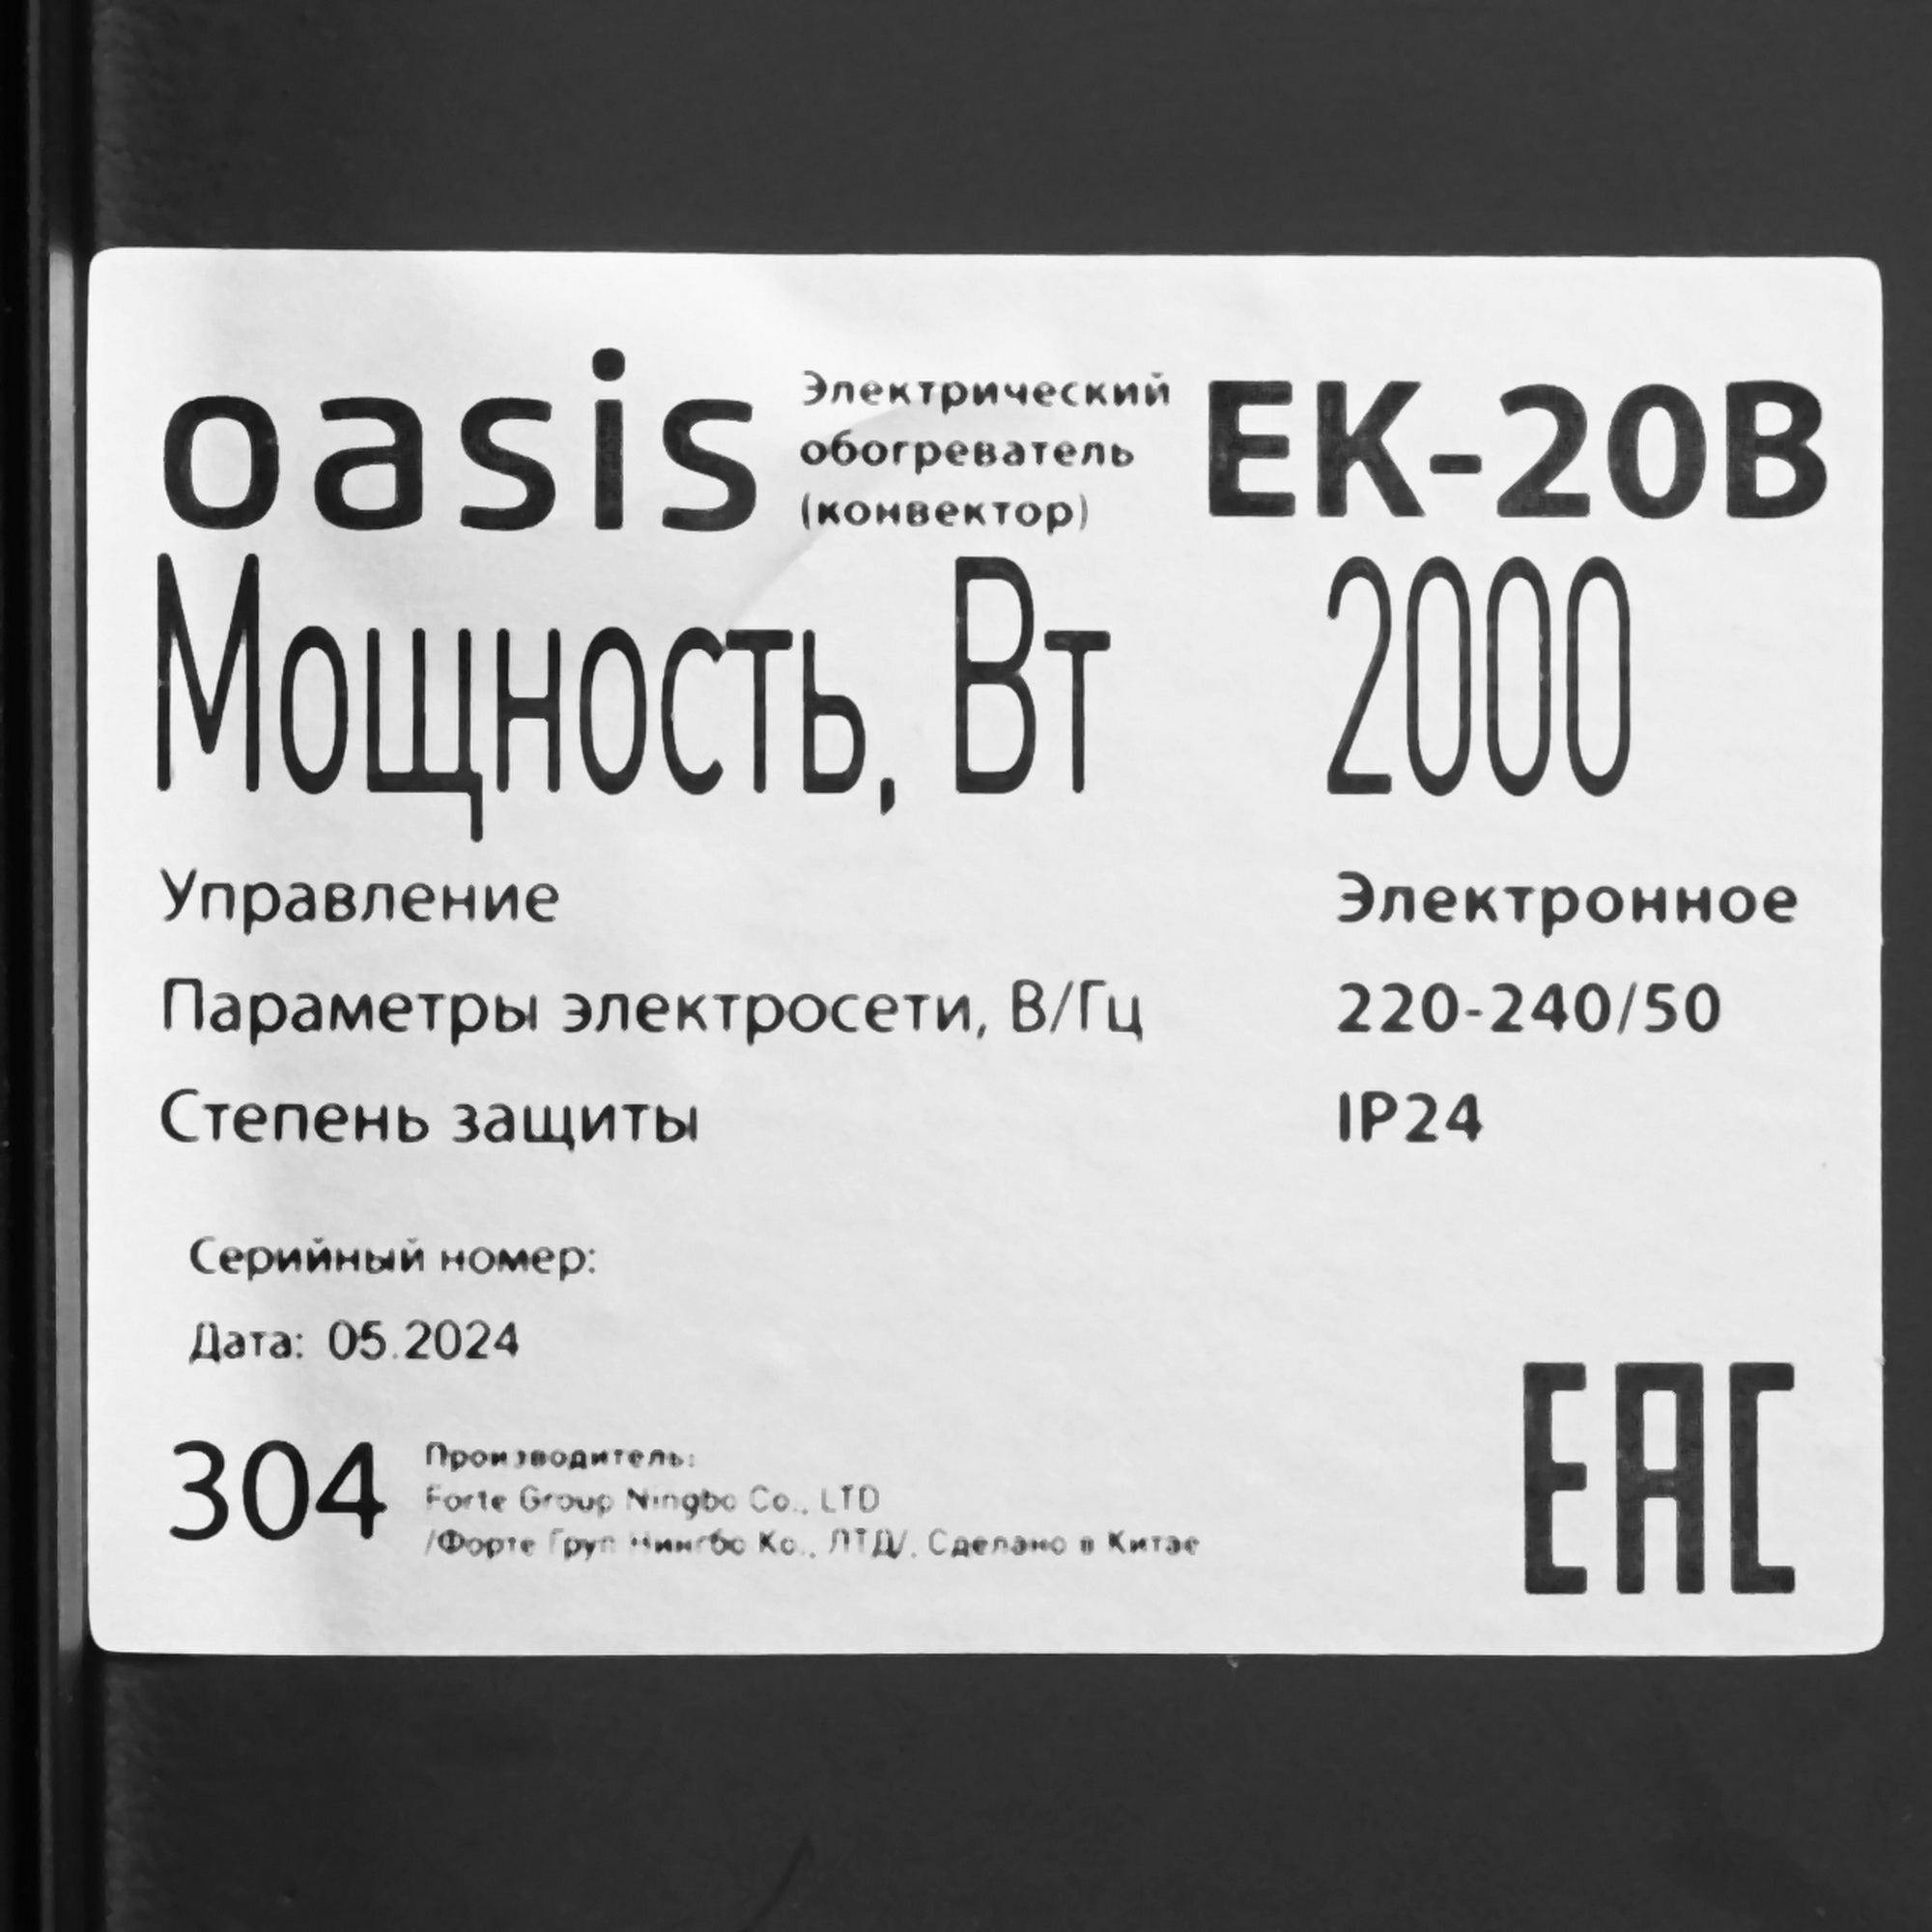 oasis Электрический обогреватель (конвектор) EK-20B
Мощность, Вт 2000
Управление Электронное
Параметры электросети, В/Гц 220-240/50
Степень защиты IP24
Серийный номер:
Дата: 05.2024
304
Производитель:
Forte Group Ningbo Co., LTD
/Форте Груп Нингбо Ко., ЛТД/. Сделано в Китае
EAC